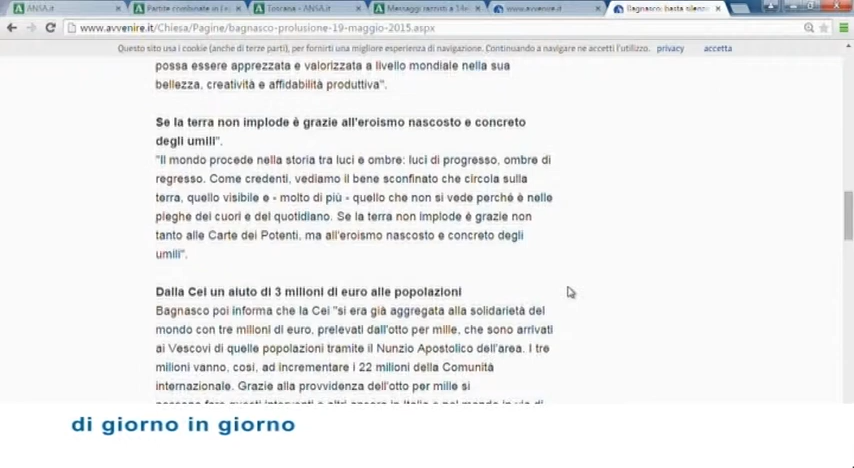 ANSA.it
Partite combinate in Le
Toscana - ANSA.it
www.avvenire.it
Bagnasco: basta silenz
www.avvenire.it/Chiesa/Pagine/bagnasco-prolusione-19-maggio-2015.aspx
Questo sito usa i cookie (anche di terze parti), per fornirti una migliore esperienza di navigazione. Continuando a navigare ne accetti l'utilizzo. privacy accetta
possa essere apprezzata e valorizzata a livello mondiale nella sua
bellezza, creatività e affidabilità produttiva".
Se la terra non implode è grazie all'eroismo nascosto e concreto
degli umili".
"Il mondo procede nella storia tra luci e ombre: luci di progresso, ombre di
regresso. Come credenti, vediamo il bene sconfinato che circola sulla
terra, quello visibile e - molto di più - quello che non si vede perché è nelle
pieghe dei cuori e del quotidiano. Se la terra non implode è grazie non
tanto alle Carte dei Potenti, ma all'eroismo nascosto e concreto degli
umili".
Dalla Cei un aiuto di 3 milioni di euro alle popolazioni
Bagnasco poi informa che la Cei "si era già aggregata alla solidarietà del
mondo con tre milioni di euro, prelevati dall'otto per mille, che sono arrivati
ai Vescovi di quelle popolazioni tramite il Nunzio Apostolico dell'area. I tre
milioni vanno, così, ad incrementare i 22 milioni della Comunità
internazionale. Grazie alla provvidenza dell'otto per mille si
di giorno in giorno